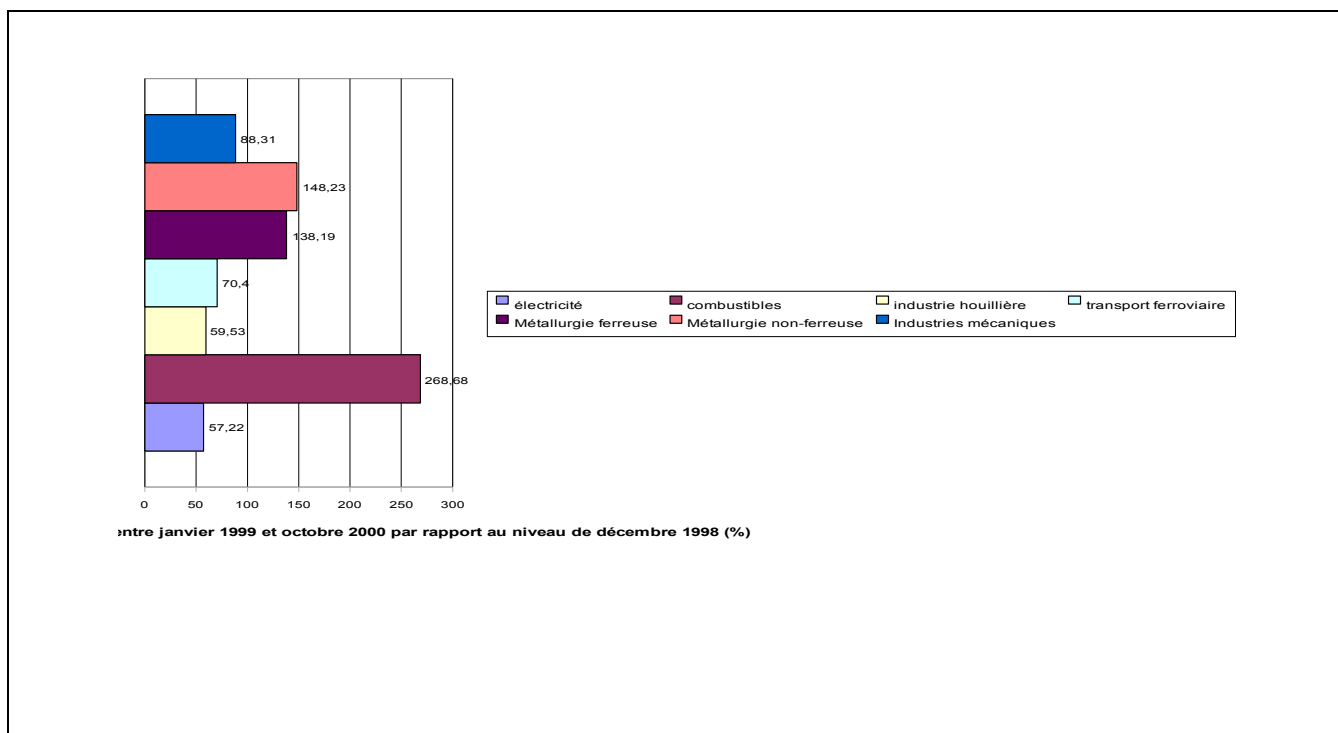 88,31
148,23
138,19
70,4
59,53
268,68
57,22
0 50 100 150 200 250 300
entre janvier 1999 et octobre 2000 par rapport au niveau de décembre 1998 (%)
électricité combustibles industrie houillière transport ferroviaire
Métallurgie ferreuse Métallurgie non-ferreuse Industries mécaniques